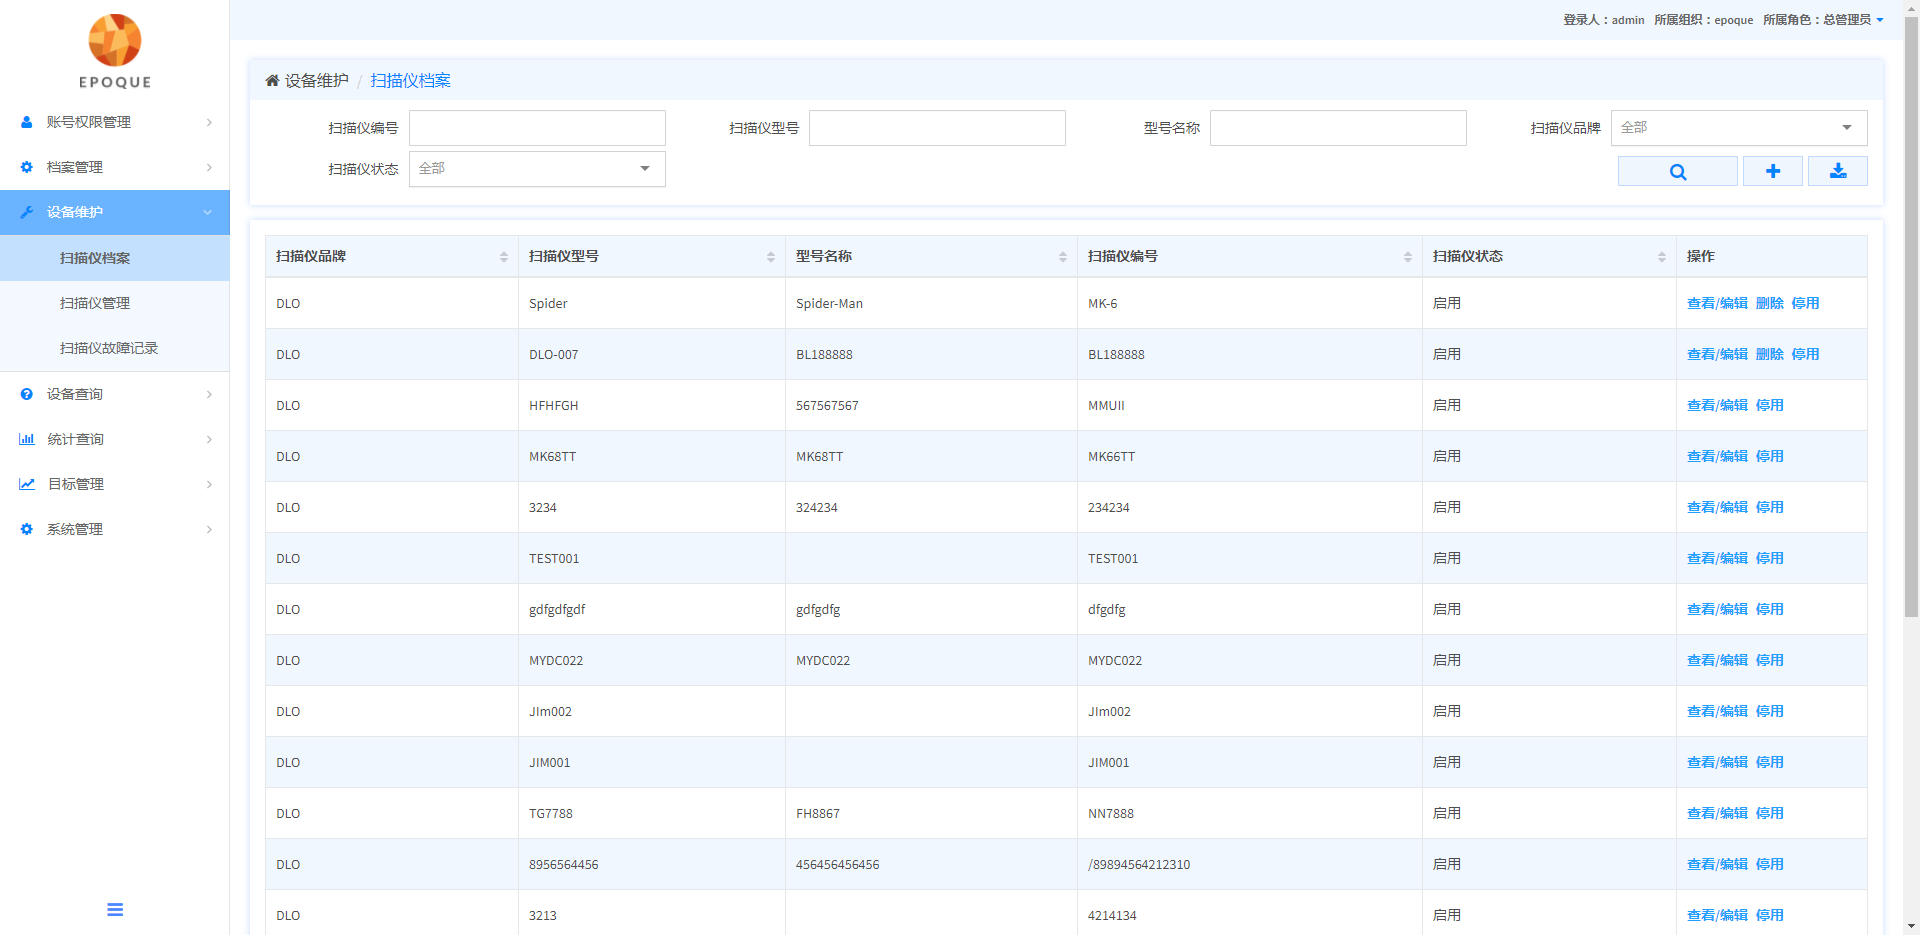 登录人：admin 所属组织：epoque 所属角色：总管理员
EPOQUE
账号权限管理
档案管理
设备维护
扫描仪档案
扫描仪管理
扫描仪故障记录
设备查询
统计查询
目标管理
系统管理
设备维护 / 扫描仪档案
扫描仪编号 扫描仪型号 型号名称 扫描仪品牌 全部
扫描仪状态 全部
扫描仪品牌 扫描仪型号 型号名称 扫描仪编号 扫描仪状态 操作
DLO Spider Spider-Man MK-6 启用 查看/编辑 删除 停用
DLO DLO-007 BL188888 BL188888 启用 查看/编辑 删除 停用
DLO HFHFGH 567567567 MMUII 启用 查看/编辑 停用
DLO MK68TT MK68TT MK66TT 启用 查看/编辑 停用
DLO 3234 324234 234234 启用 查看/编辑 停用
DLO TEST001 TEST001 启用 查看/编辑 停用
DLO gdfgdfgdf gdfgdfg dfgdfg 启用 查看/编辑 停用
DLO MYDC022 MYDC022 MYDC022 启用 查看/编辑 停用
DLO JIm002 JIm002 启用 查看/编辑 停用
DLO JIM001 JIM001 启用 查看/编辑 停用
DLO TG7788 FH8867 NN7888 启用 查看/编辑 停用
DLO 8956564456 456456456456 /89894564212310 启用 查看/编辑 停用
DLO 3213 4214134 启用 查看/编辑 停用